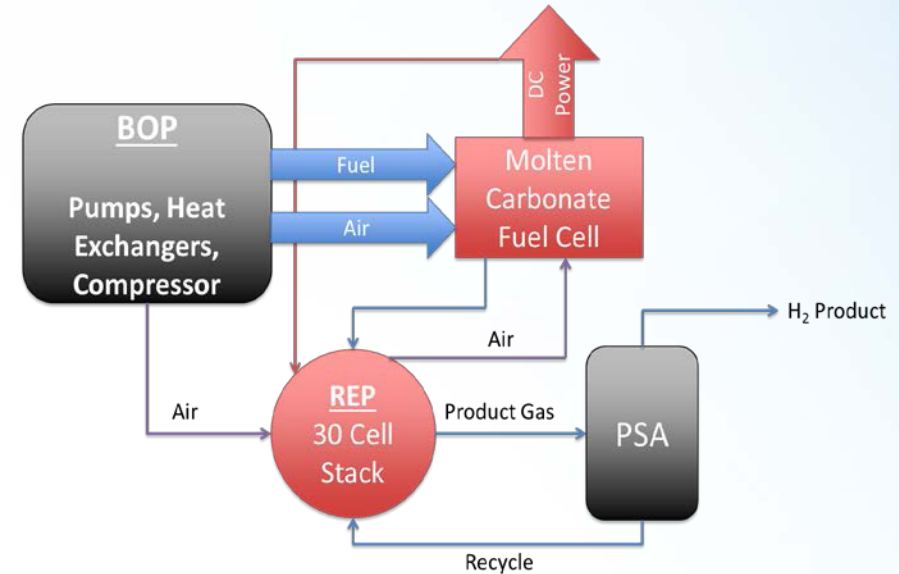 DC
Power
BOP
Pumps, Heat
Exchangers,
Compressor
Fuel
Air
Molten
Carbonate
Fuel Cell
H₂ Product
Air
Air
REP
30 Cell
Stack
Product Gas
PSA
Recycle